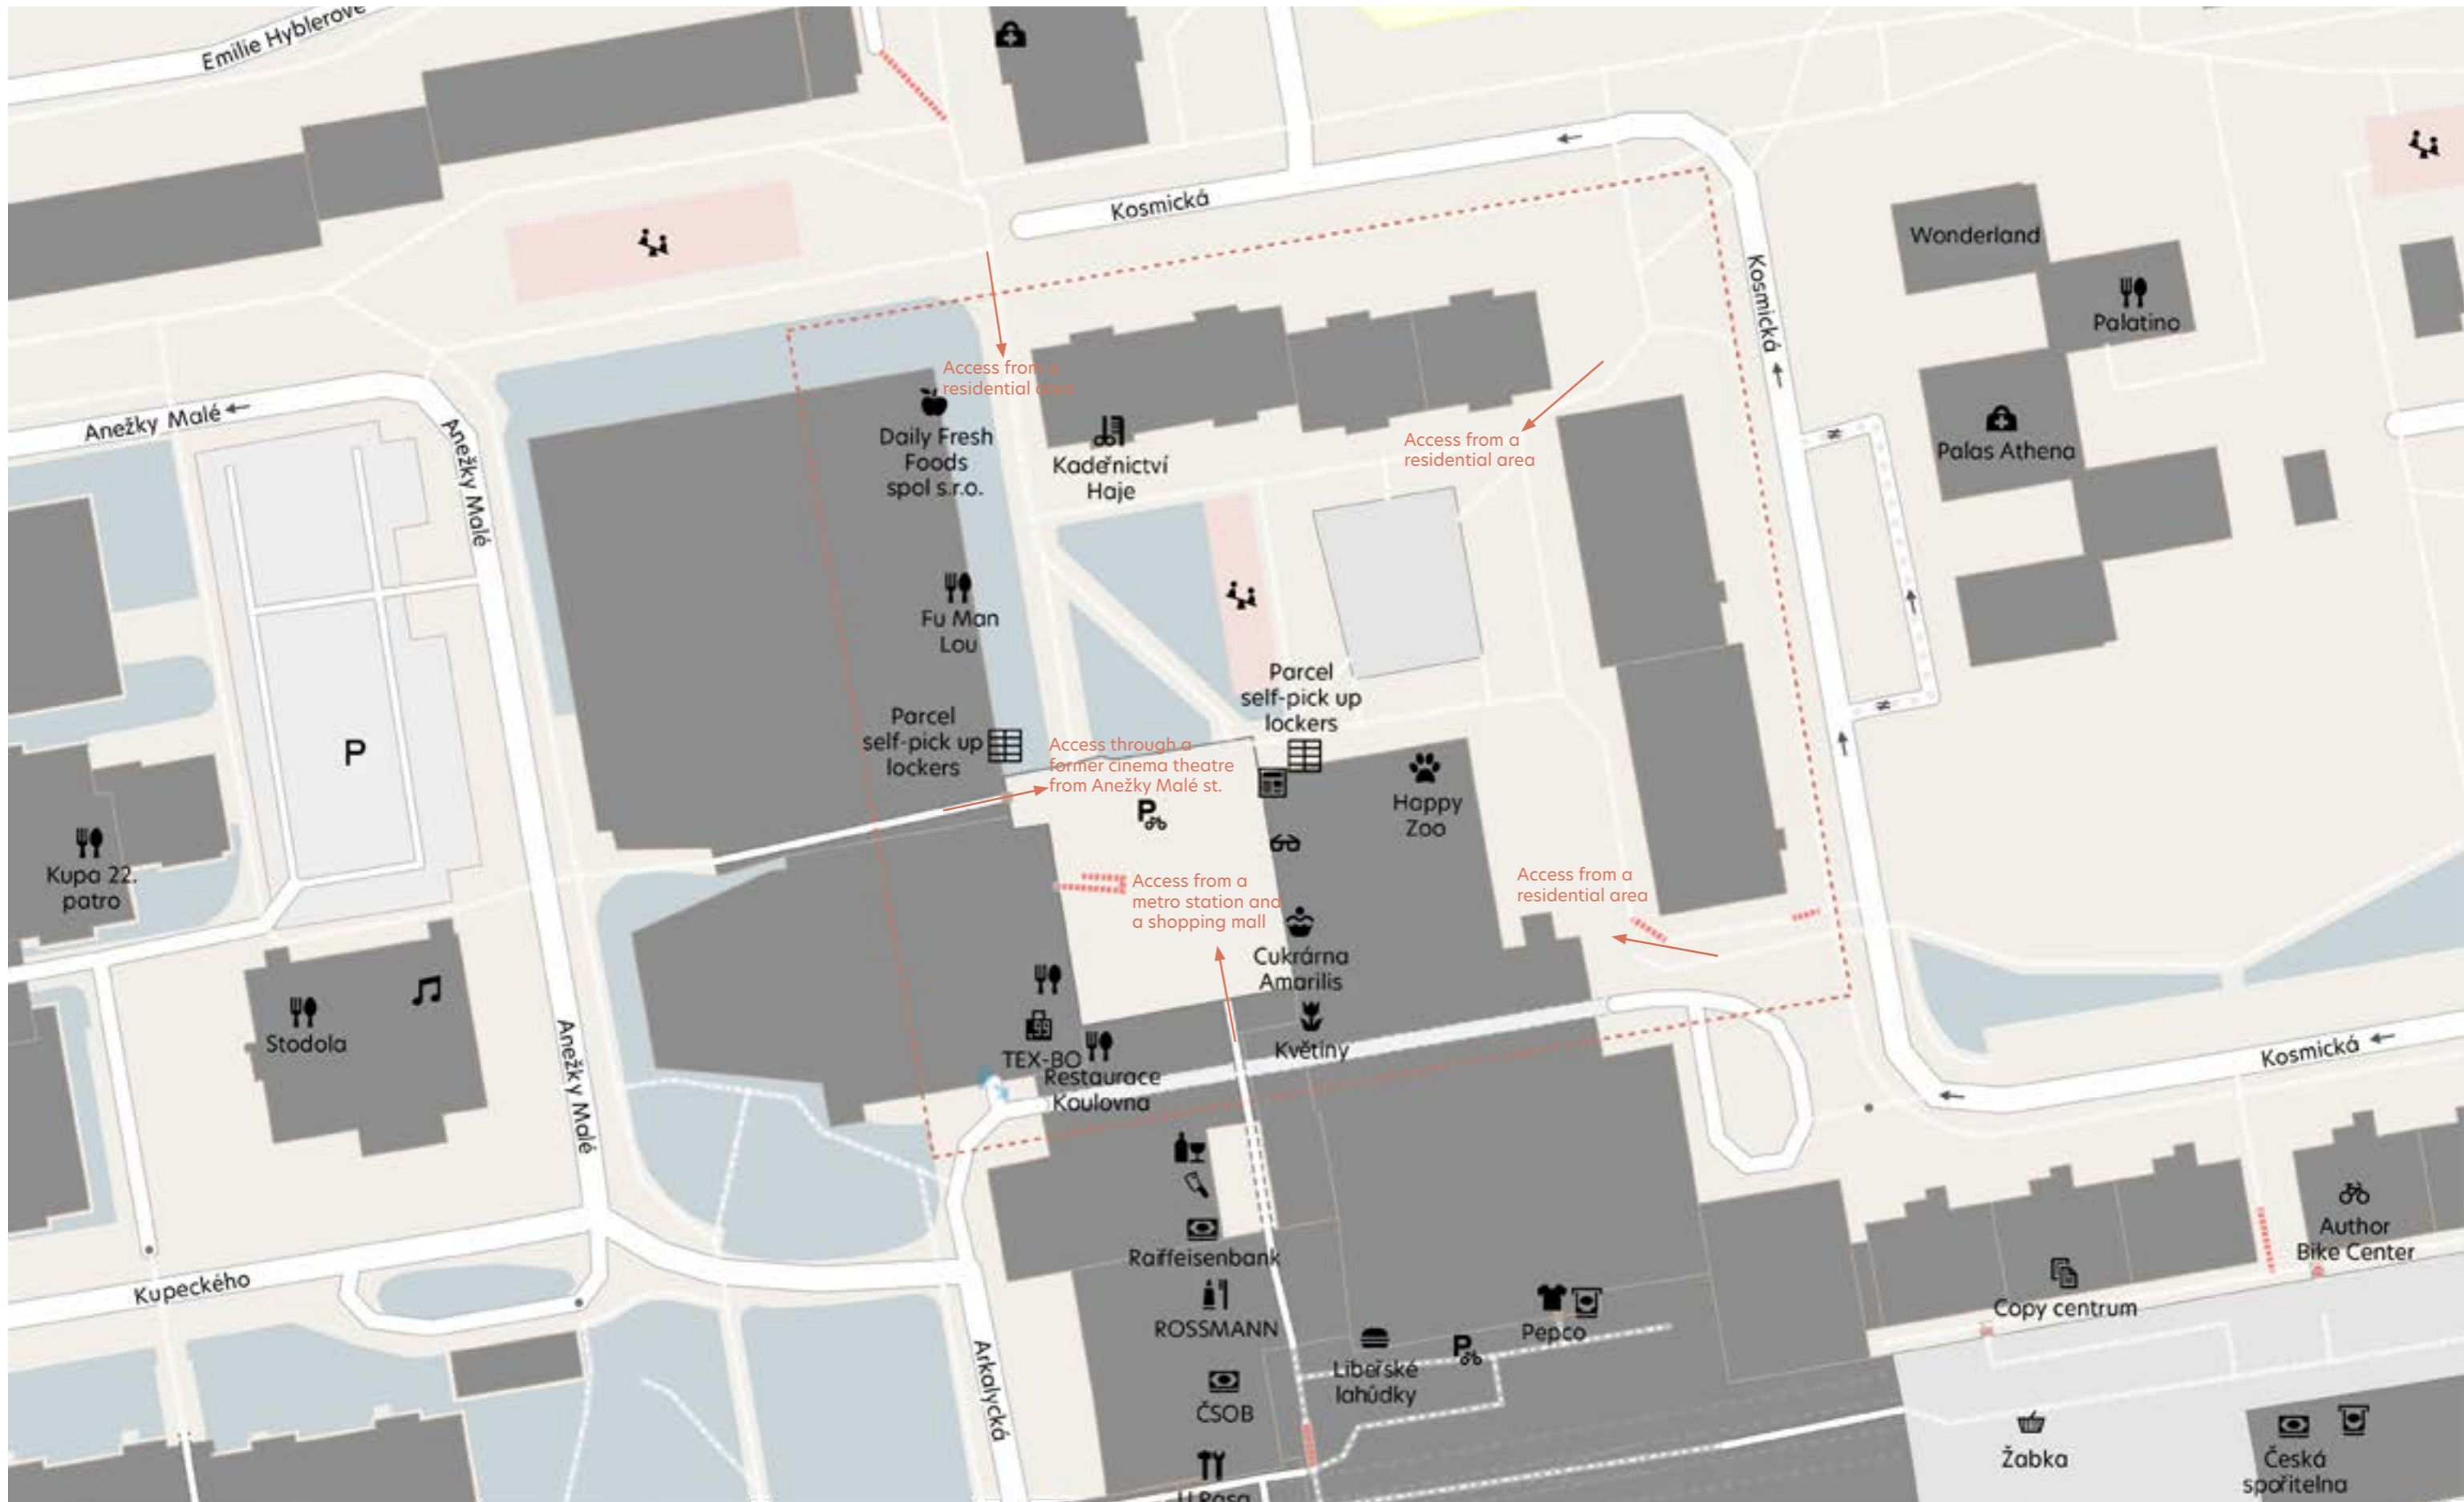 Emilie Hyblerové
Kosmická
Kosmická
Wonderland
Palatino
Access from a
residential area
Anežky Malé
Anežky Malé
Daily Fresh
Foods
spol s.r.o.
Kadeřnictví
Haje
Access from a
residential area
Palas Athena
Fu Man
Lou
Parcel
self-pick up
lockers
Parcel
self-pick up
lockers
P
Access through a
former cinema theatre
from Anežky Malé st.
P
Happy
Zoo
Kupa 22.
patro
Access from a
metro station and
a shopping mall
Access from a
residential area
Cukrárna
Amarilis
Stodola
Anežky Malé
TEX-BO
Restaurace
Koulovna
Květiny
Kosmická
Raiffeisenbank
Author
Bike Center
Kupeckého
ROSSMANN
Pepco
Copy centrum
Arkalycká
Libeřské
lahůdky
P
ČSOB
Žabka
Česká
spořitelna
U Rosa